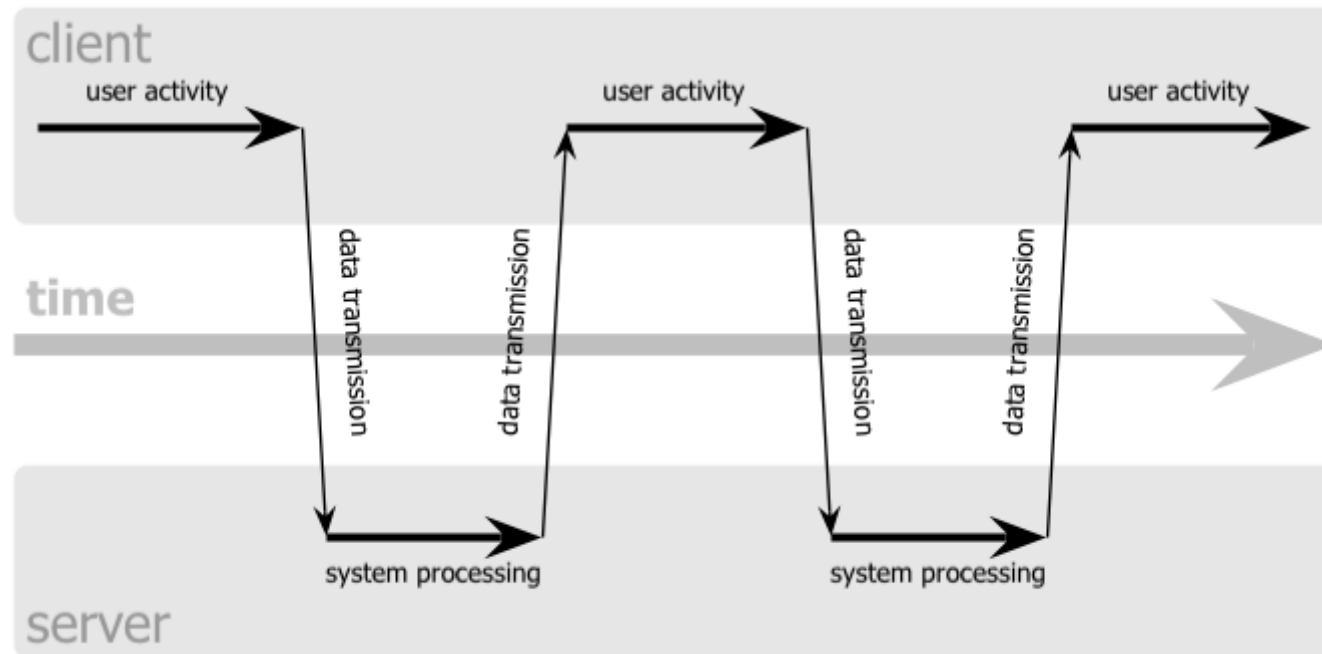 client
user activity
user activity
user activity
data transmission
data transmission
data transmission
data transmission
time
system processing
system processing
server